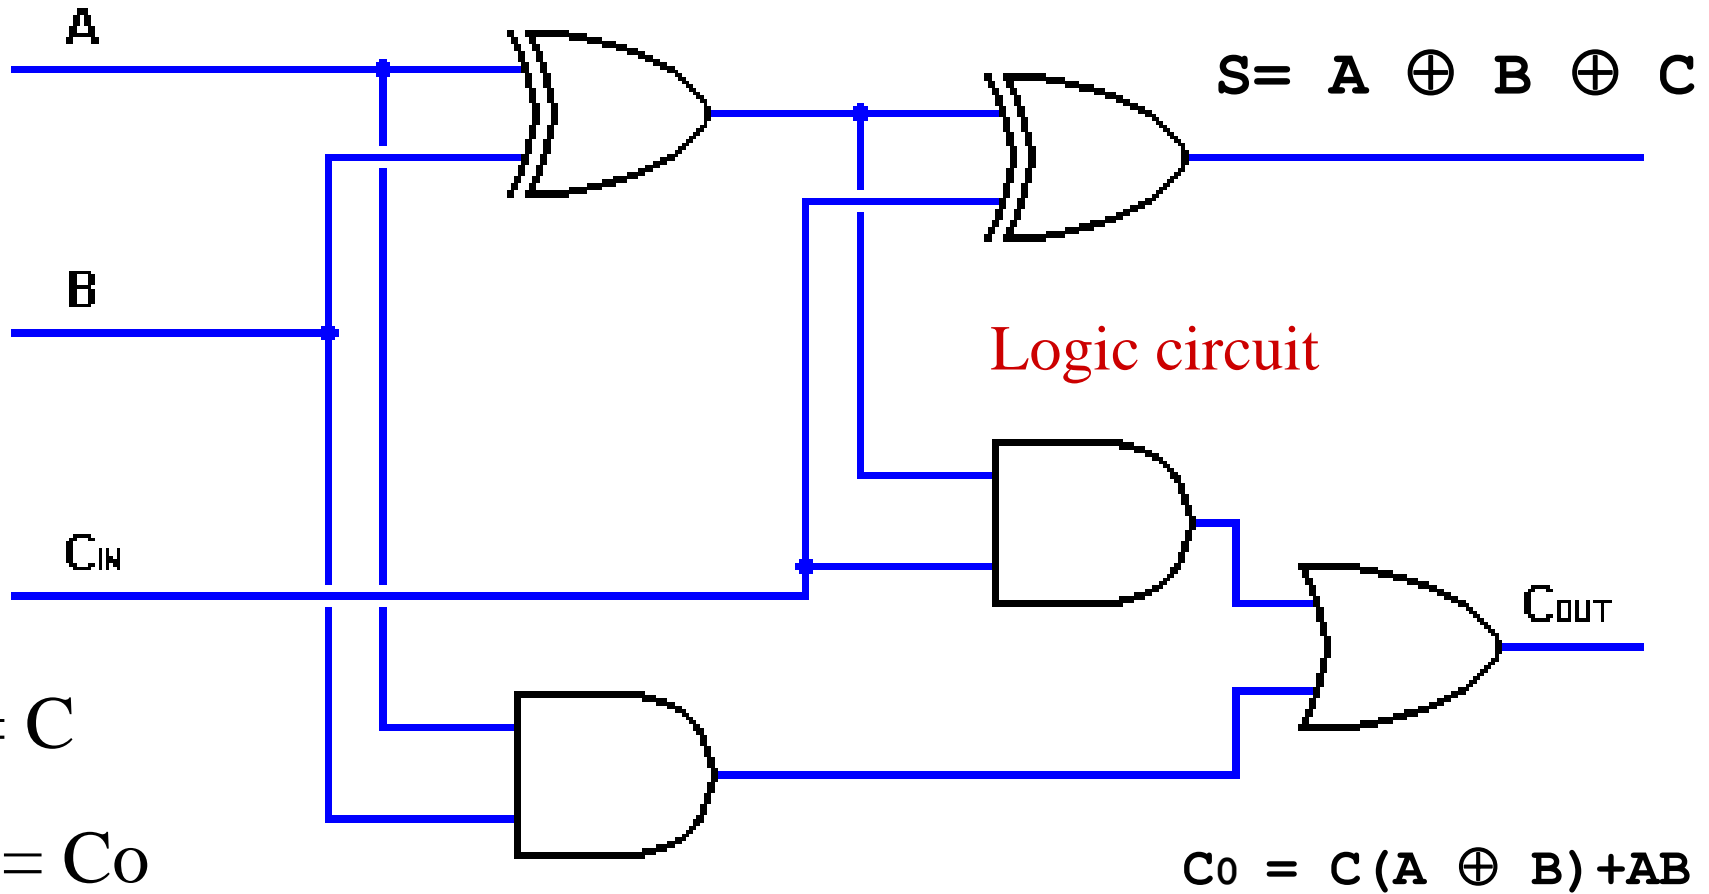 A
S= A ⊕ B ⊕ C
B
Logic circuit
CIN
COUT
= C
= Co
C0 = C(A ⊕ B)+AB